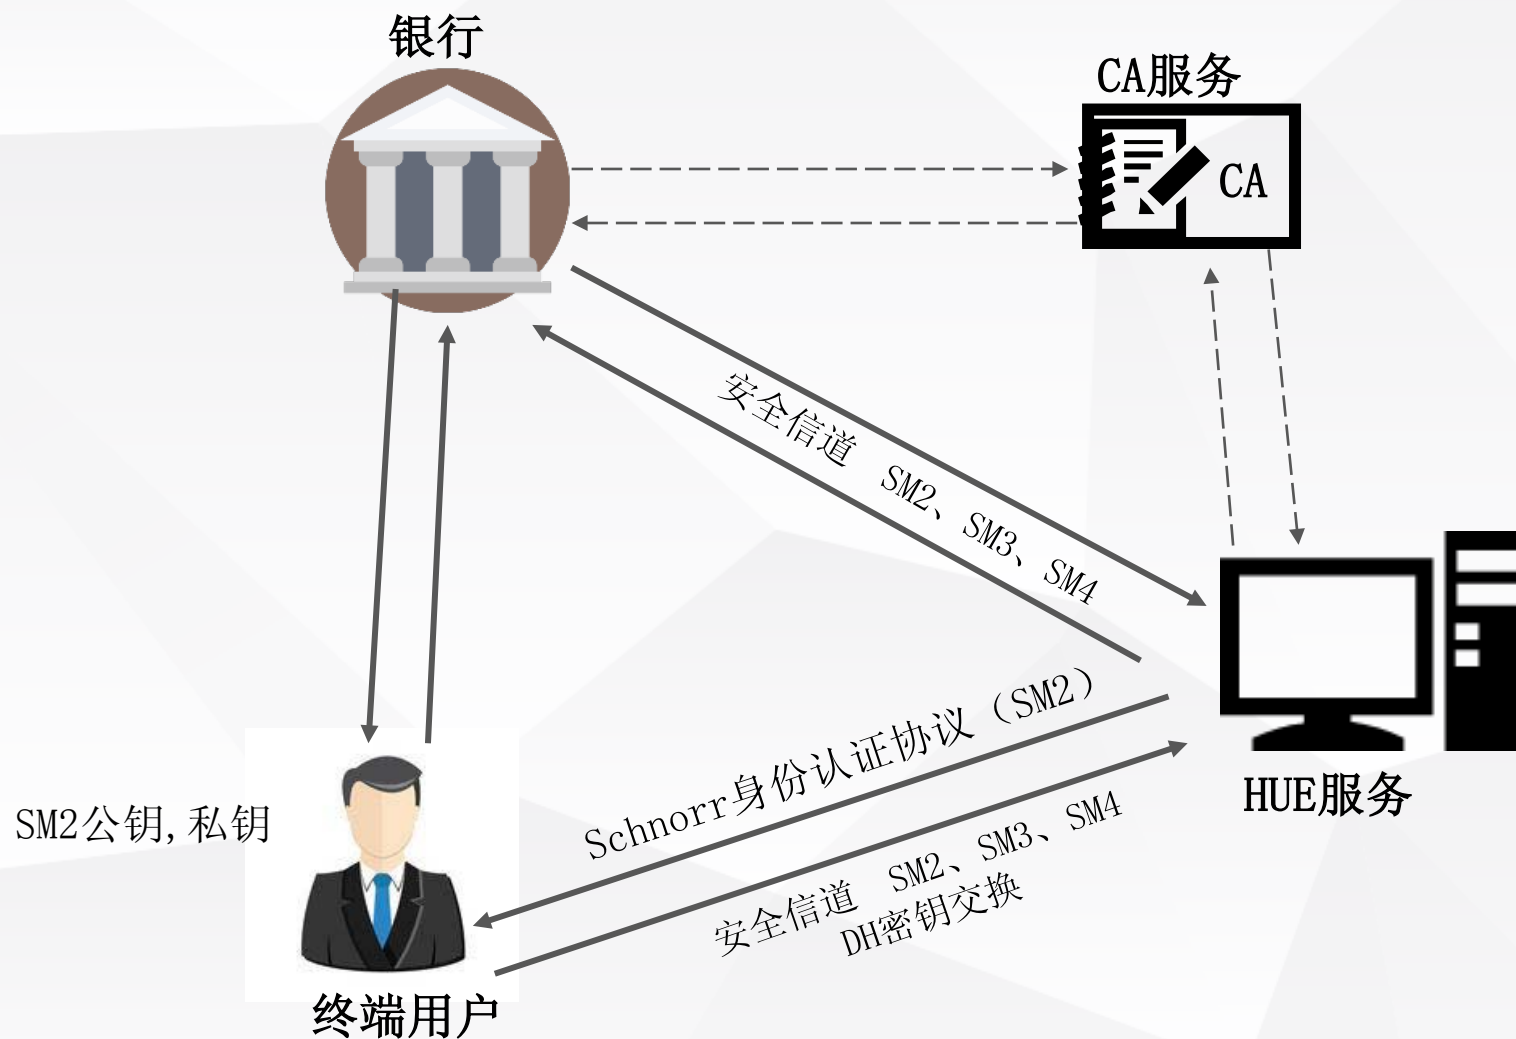 银行
CA服务
CA
安全信道 SM2、SM3、SM4
Schnorr身份认证协议（SM2）
安全信道 SM2、SM3、SM4
DH密钥交换
HUE服务
SM2公钥,私钥
终端用户